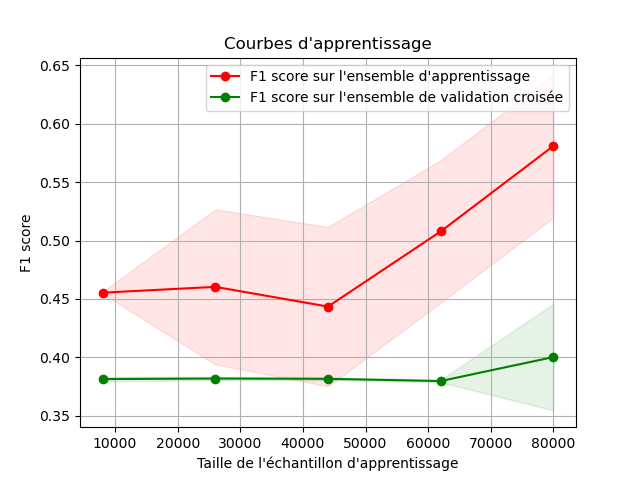 Courbes d'apprentissage
F1 score sur l'ensemble d'apprentissage
F1 score sur l'ensemble de validation croisée
F1 score
0.65
0.60
0.55
0.50
0.45
0.40
0.35
10000 20000 30000 40000 50000 60000 70000 80000
Taille de l'échantillon d'apprentissage